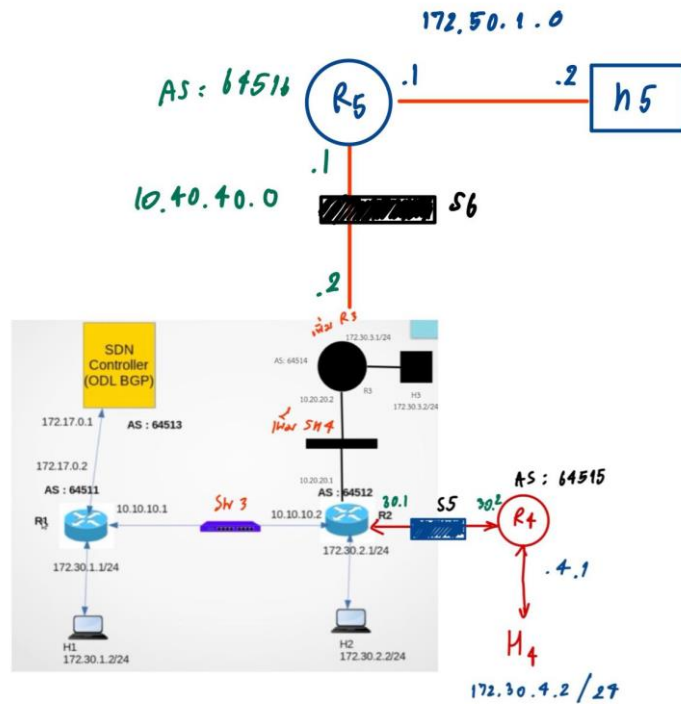 172.50.1.0
AS: 64516
R5
.1
.2
h5
.1
10.40.40.0
S6
.2
เพิ่ม R3
172.30.3.1/24
SDN
Controller
(ODL BGP)
AS: 64514
R3
H3
172.30.3.2/24
10.20.20.2
172.17.0.1
AS : 64513
เพิ่ม SW4
172.17.0.2
10.20.20.1
AS : 64511
AS : 64512
AS: 64515
R1
10.10.10.1
SW 3
10.10.10.2
R2
30.1
S5
30.2
R4
172.30.1.1/24
172.30.2.1/24
.4.1
H1
172.30.1.2/24
H2
172.30.2.2/24
H4
172.30.4.2/24